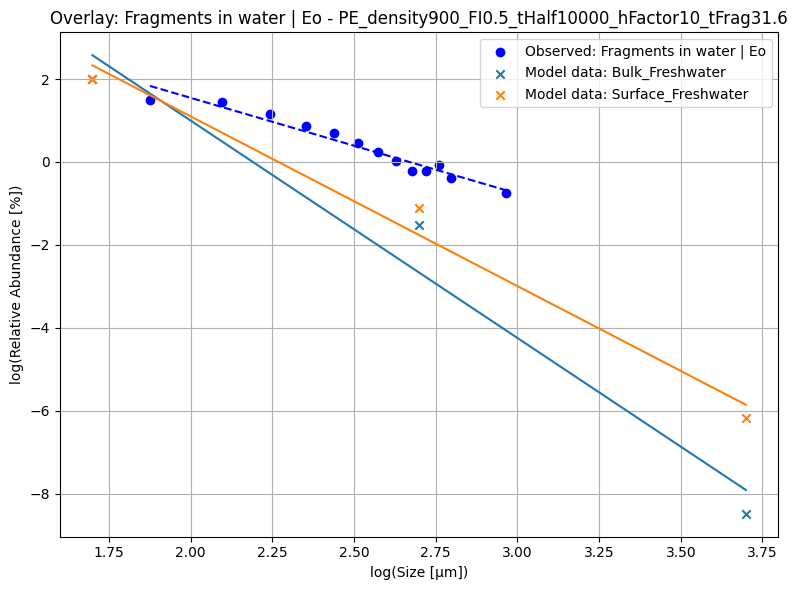 Overlay: Fragments in water | Eo - PE_density900_FI0.5_tHalf10000_hFactor10_tFrag31.6
Observed: Fragments in water | Eo
Model data: Bulk_Freshwater
Model data: Surface_Freshwater
log(Relative Abundance [%])
2
0
−2
−4
−6
−8
1.75 2.00 2.25 2.50 2.75 3.00 3.25 3.50 3.75
log(Size [µm])